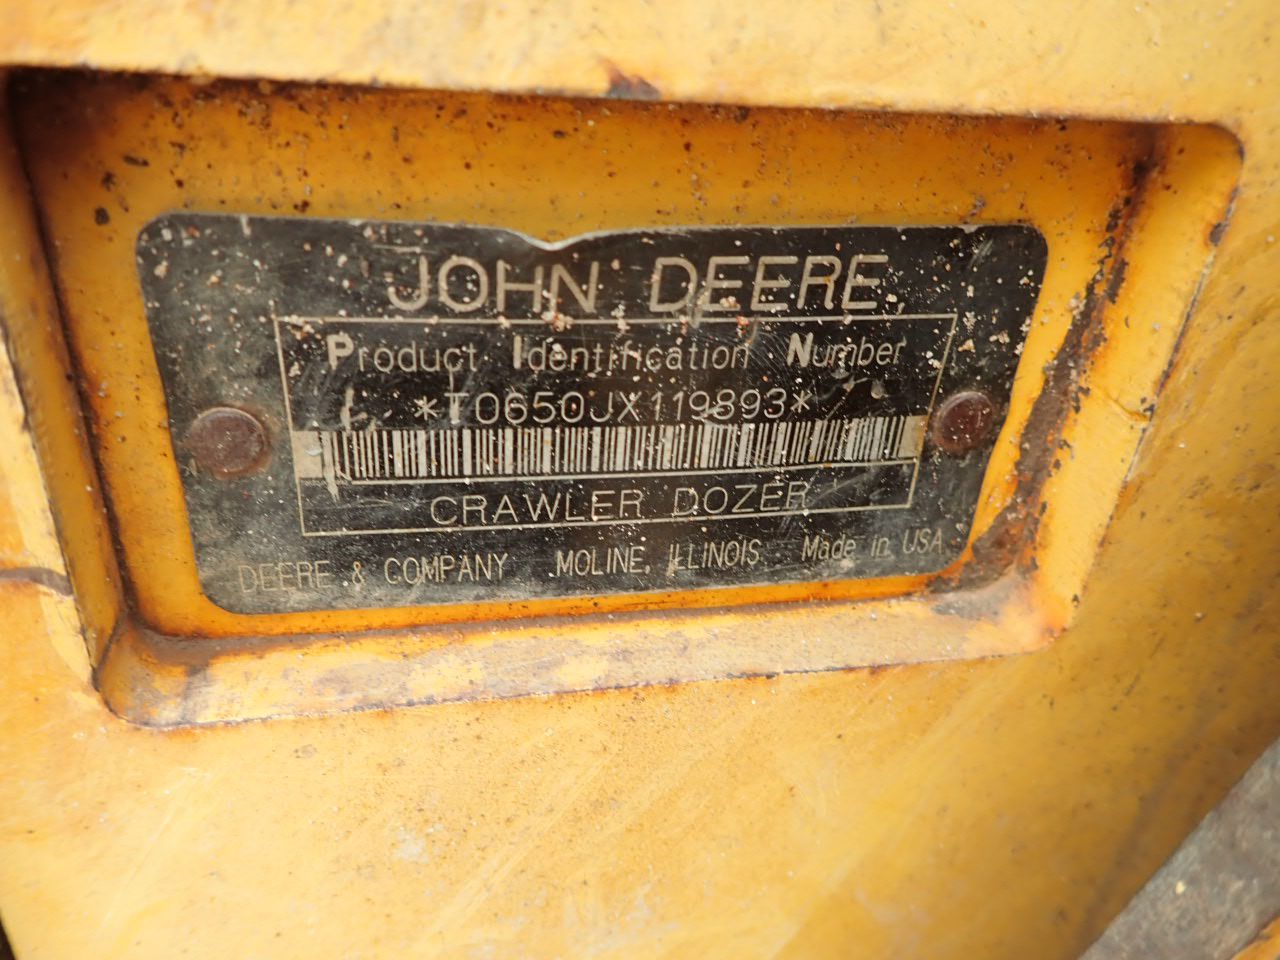 JOHN DEERE
Product Identification Number
*T0650JX119893*
CRAWLER DOZER
DEERE & COMPANY MOLINE, ILLINOIS Made in USA